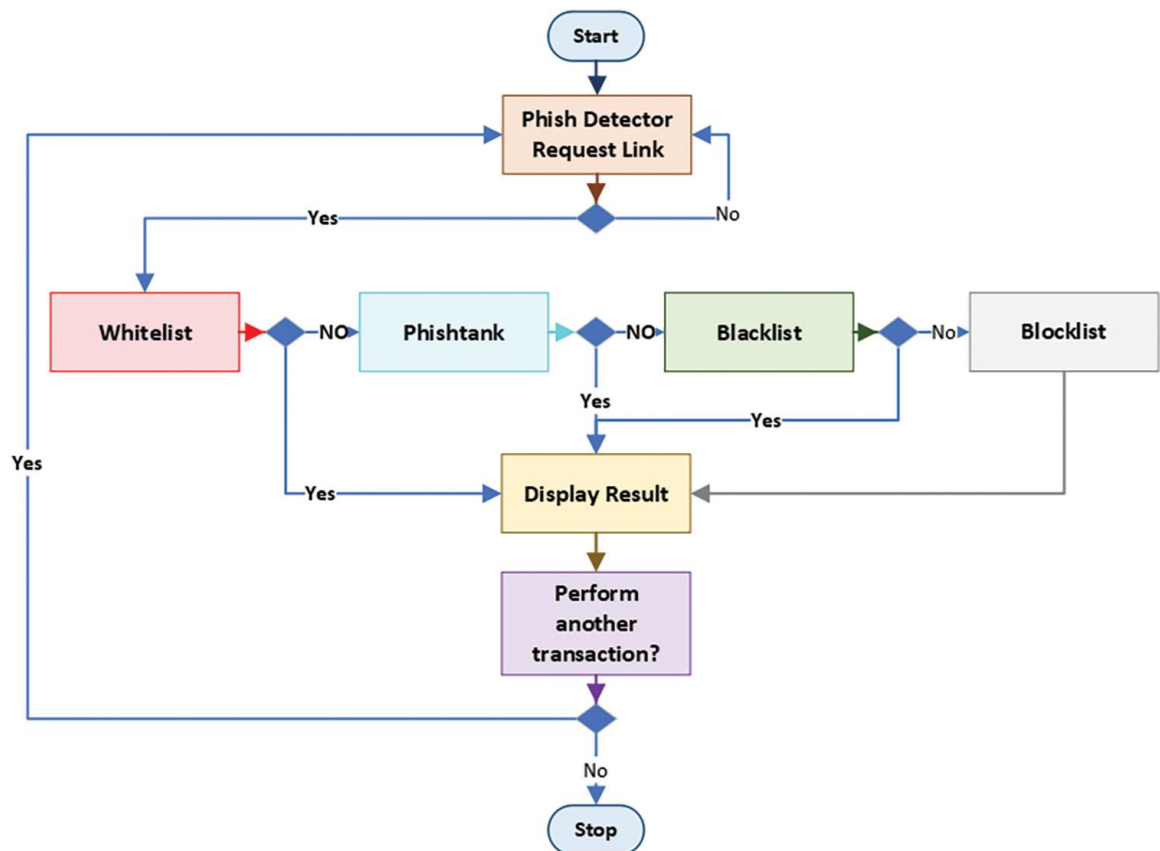 Start
Phish Detector
Request Link
Yes
No
Whitelist
NO
Phishtank
NO
Blacklist
No
Blocklist
Yes
Yes
Yes
Yes
Display Result
Perform
another
transaction?
No
Stop